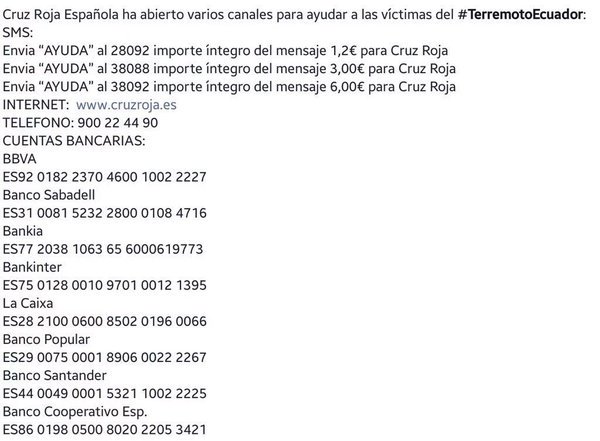 Cruz Roja Española ha abierto varios canales para ayudar a las víctimas del #TerremotoEcuador:
SMS:
Envia “AYUDA” al 28092 importe íntegro del mensaje 1,2€ para Cruz Roja
Envia “AYUDA” al 38088 importe íntegro del mensaje 3,00€ para Cruz Roja
Envia “AYUDA” al 38092 importe íntegro del mensaje 6,00€ para Cruz Roja
INTERNET: www.cruzroja.es
TELEFONO: 900 22 44 90
CUENTAS BANCARIAS:
BBVA
ES92 0182 2370 4600 1002 2227
Banco Sabadell
ES31 0081 5232 2800 0108 4716
Bankia
ES77 2038 1063 65 6000619773
Bankinter
ES75 0128 0010 9701 0012 1395
La Caixa
ES28 2100 0600 8502 0196 0066
Banco Popular
ES29 0075 0001 8906 0022 2267
Banco Santander
ES44 0049 0001 5321 1002 2225
Banco Cooperativo Esp.
ES86 0198 0500 8020 2205 3421